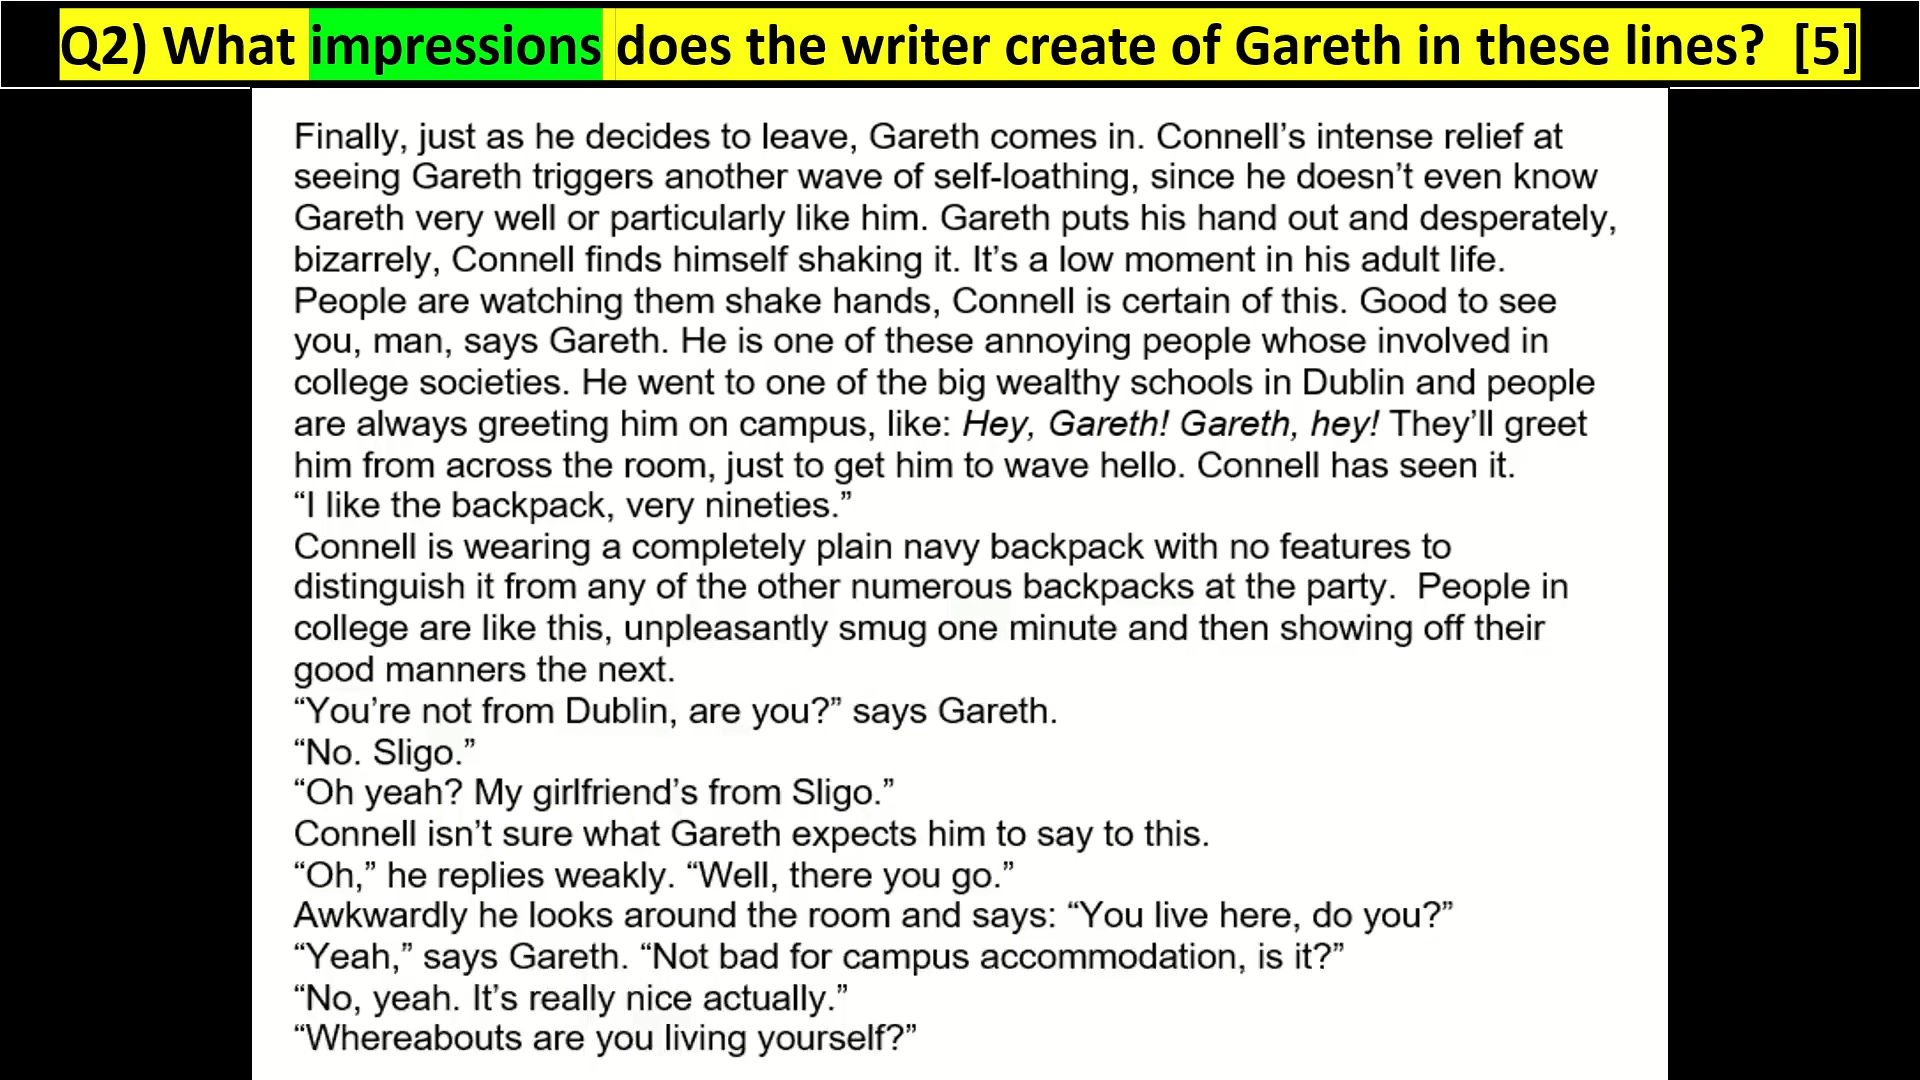 Q2) What impressions does the writer create of Gareth in these lines? [5]
Finally, just as he decides to leave, Gareth comes in. Connell’s intense relief at
seeing Gareth triggers another wave of self-loathing, since he doesn’t even know
Gareth very well or particularly like him. Gareth puts his hand out and desperately,
bizarrely, Connell finds himself shaking it. It’s a low moment in his adult life.
People are watching them shake hands, Connell is certain of this. Good to see
you, man, says Gareth. He is one of these annoying people whose involved in
college societies. He went to one of the big wealthy schools in Dublin and people
are always greeting him on campus, like: Hey, Gareth! Gareth, hey! They’ll greet
him from across the room, just to get him to wave hello. Connell has seen it.
“I like the backpack, very nineties.”
Connell is wearing a completely plain navy backpack with no features to
distinguish it from any of the other numerous backpacks at the party.  People in
college are like this, unpleasantly smug one minute and then showing off their
good manners the next.
“You’re not from Dublin, are you?” says Gareth.
“No. Sligo.”
“Oh yeah? My girlfriend’s from Sligo.”
Connell isn’t sure what Gareth expects him to say to this.
“Oh,” he replies weakly. “Well, there you go.”
Awkwardly he looks around the room and says: “You live here, do you?”
“Yeah,” says Gareth. “Not bad for campus accommodation, is it?”
“No, yeah. It’s really nice actually.”
“Whereabouts are you living yourself?”